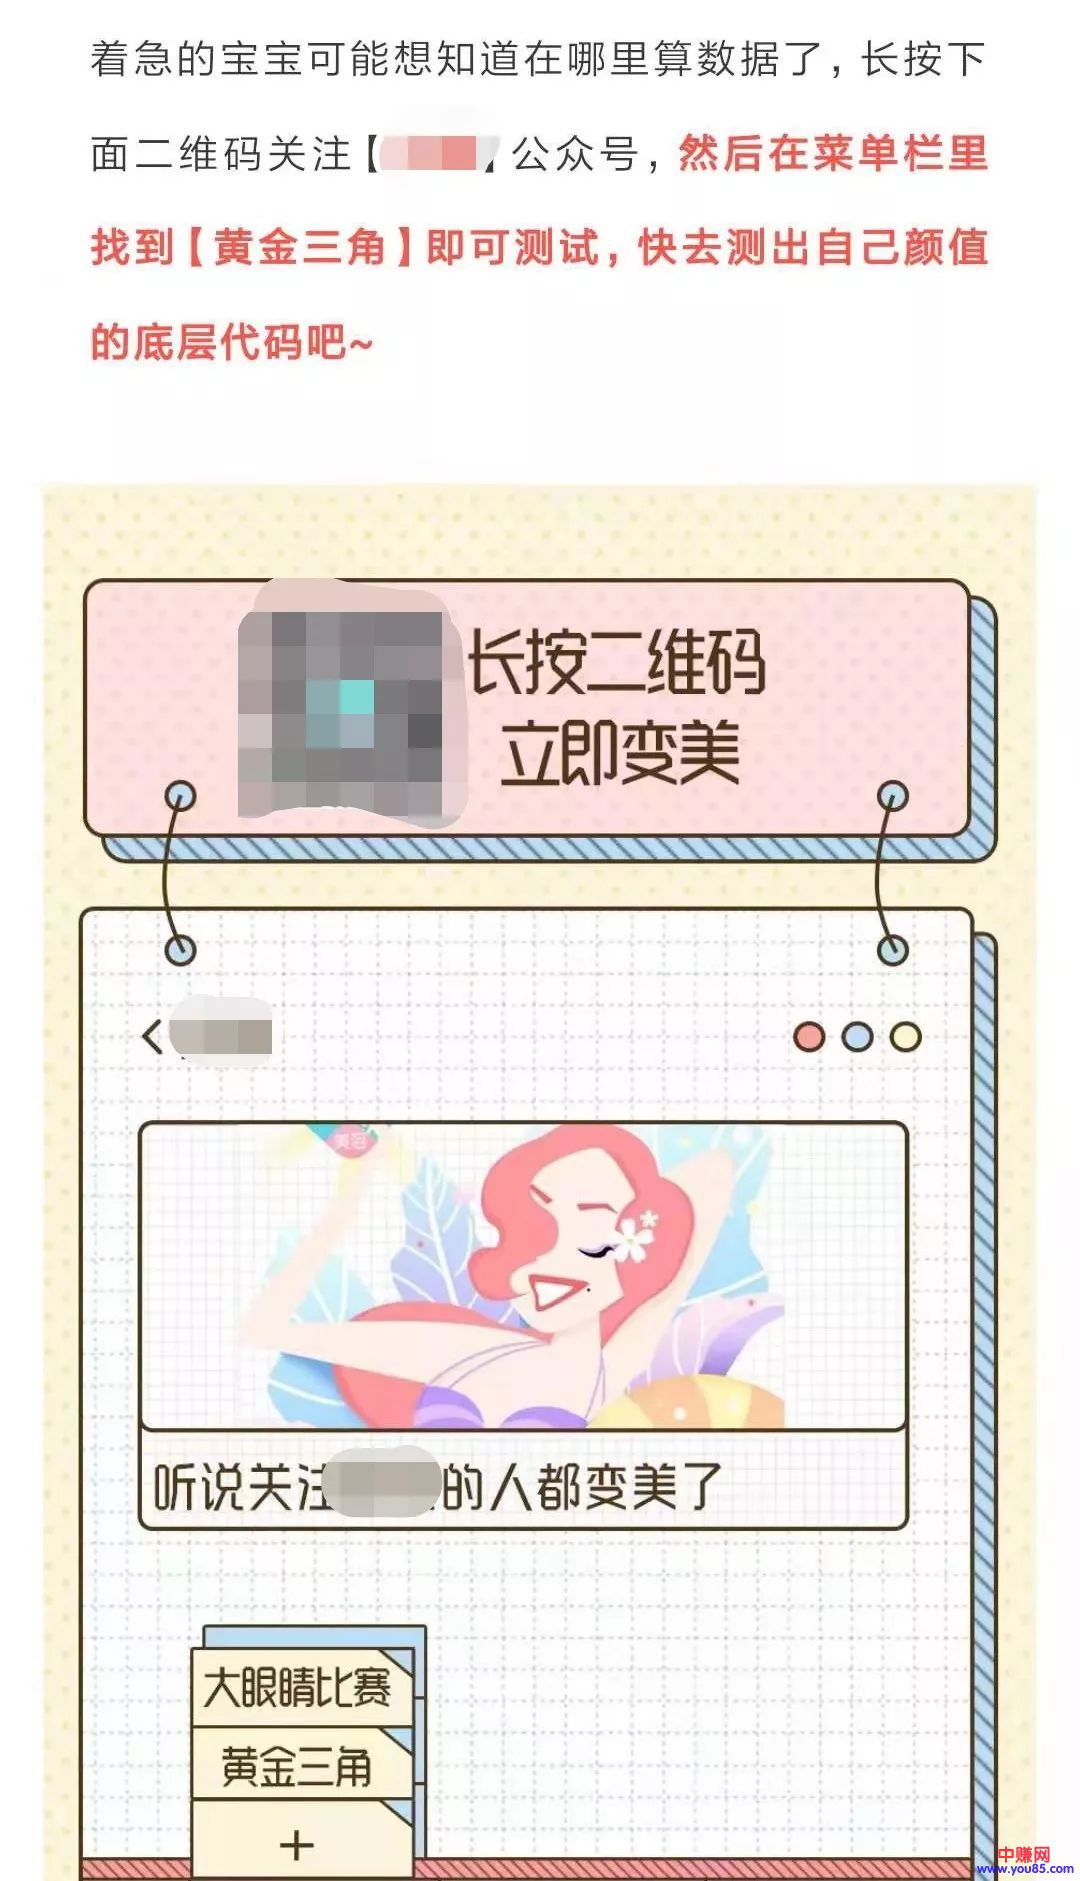 着急的宝宝可能想知道在哪里算数据了，长按下
面二维码关注【】公众号，然后在菜单栏里
找到【黄金三角】即可测试，快去测出自己颜值
的底层代码吧~
长按二维码
立即变美
美容
听说关注的人都变美了
大眼睛比赛
黄金三角
+
中赚网
www.you85.com